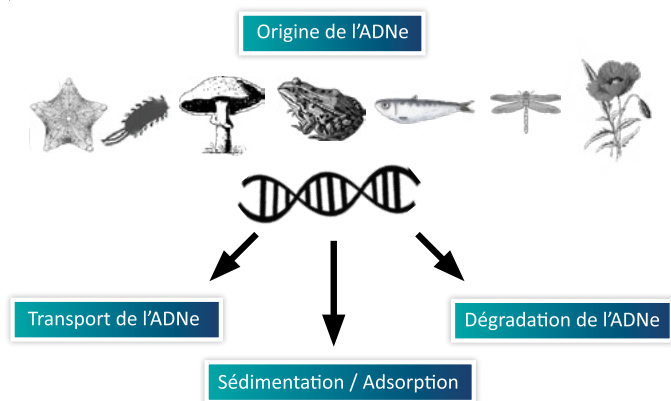 Origine de l'ADNe
Transport de l'ADNe
Dégradation de l'ADNe
Sédimentation / Adsorption